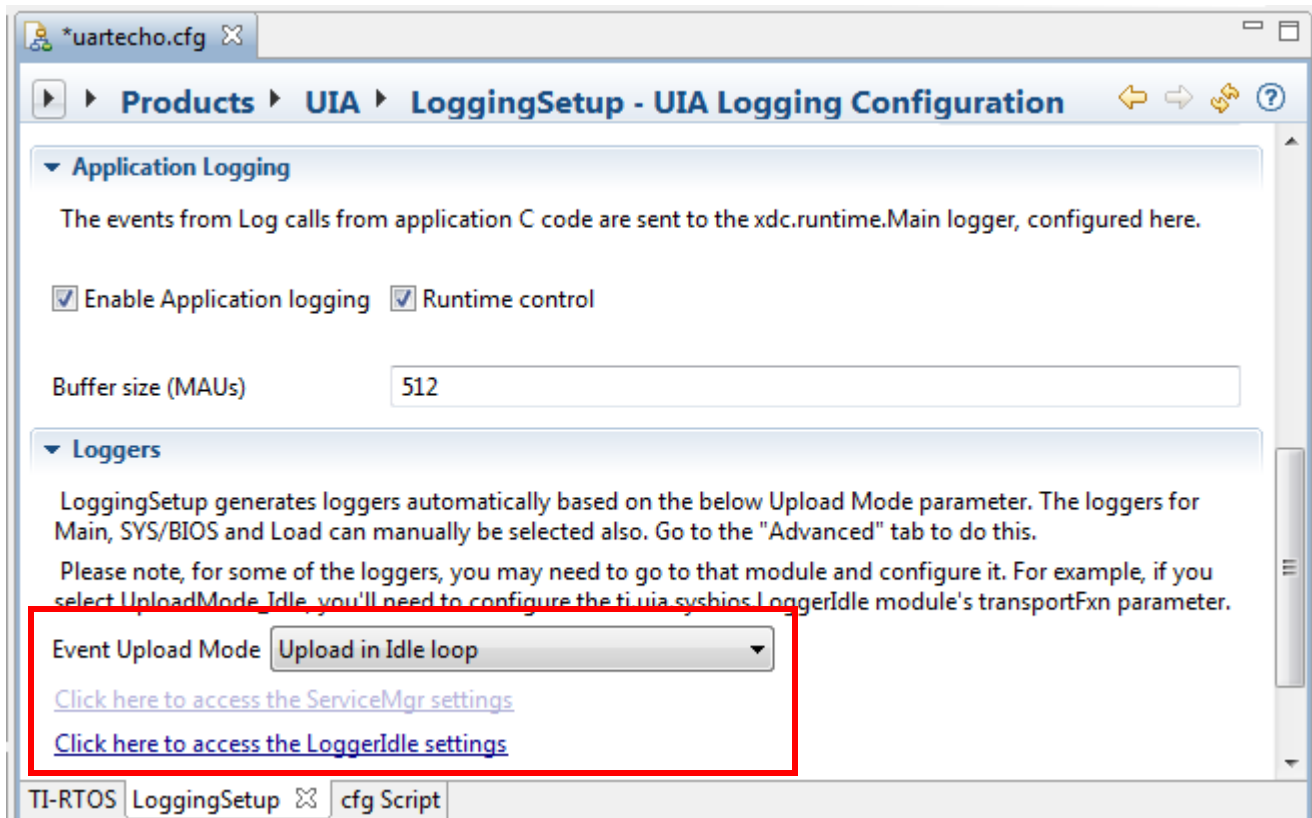 *uartecho.cfg
Products UIA LoggingSetup - UIA Logging Configuration
Application Logging
The events from Log calls from application C code are sent to the xdc.runtime.Main logger, configured here.
Enable Application logging Runtime control
Buffer size (MAUs) 512
Loggers
LoggingSetup generates loggers automatically based on the below Upload Mode parameter. The loggers for
Main, SYS/BIOS and Load can manually be selected also. Go to the "Advanced" tab to do this.
Please note, for some of the loggers, you may need to go to that module and configure it. For example, if you
select UploadMode_Idle, you'll need to configure the ti.uia.sysbios.LoggerIdle module's transportFxn parameter.
Event Upload Mode Upload in Idle loop
Click here to access the ServiceMgr settings
Click here to access the LoggerIdle settings
TI-RTOS LoggingSetup cfg Script